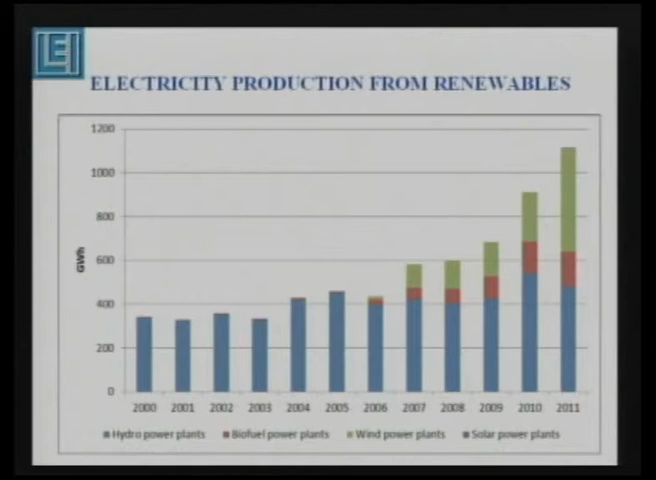 LEI
ELECTRICITY PRODUCTION FROM RENEWABLES
1200
1000
800
600
400
200
0
GWh
2000 2001 2002 2003 2004 2005 2006 2007 2008 2009 2010 2011
Hydro power plants Biofuel power plants Wind power plants Solar power plants